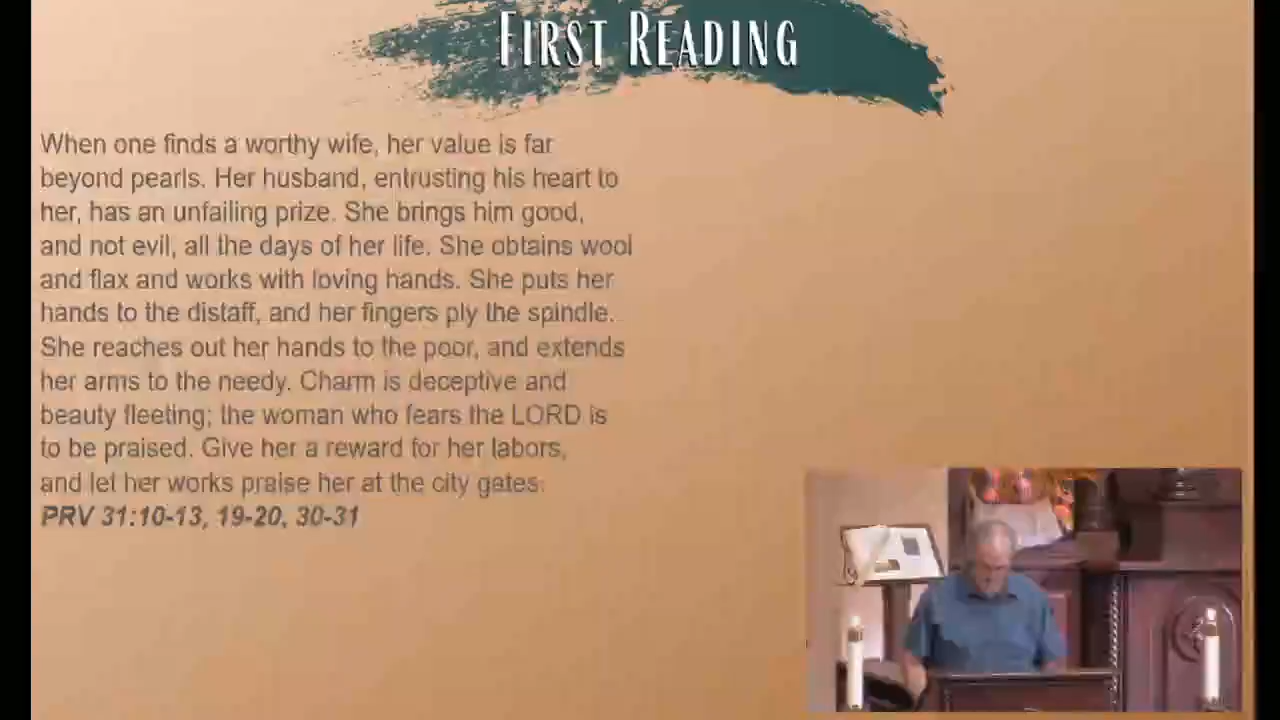 FIRST READING
When one finds a worthy wife, her value is far
beyond pearls. Her husband, entrusting his heart to
her, has an unfailing prize. She brings him good,
and not evil, all the days of her life. She obtains wool
and flax and works with loving hands. She puts her
hands to the distaff, and her fingers ply the spindle.
She reaches out her hands to the poor, and extends
her arms to the needy. Charm is deceptive and
beauty fleeting; the woman who fears the LORD is
to be praised. Give her a reward for her labors,
and let her works praise her at the city gates.
PRV 31:10-13, 19-20, 30-31